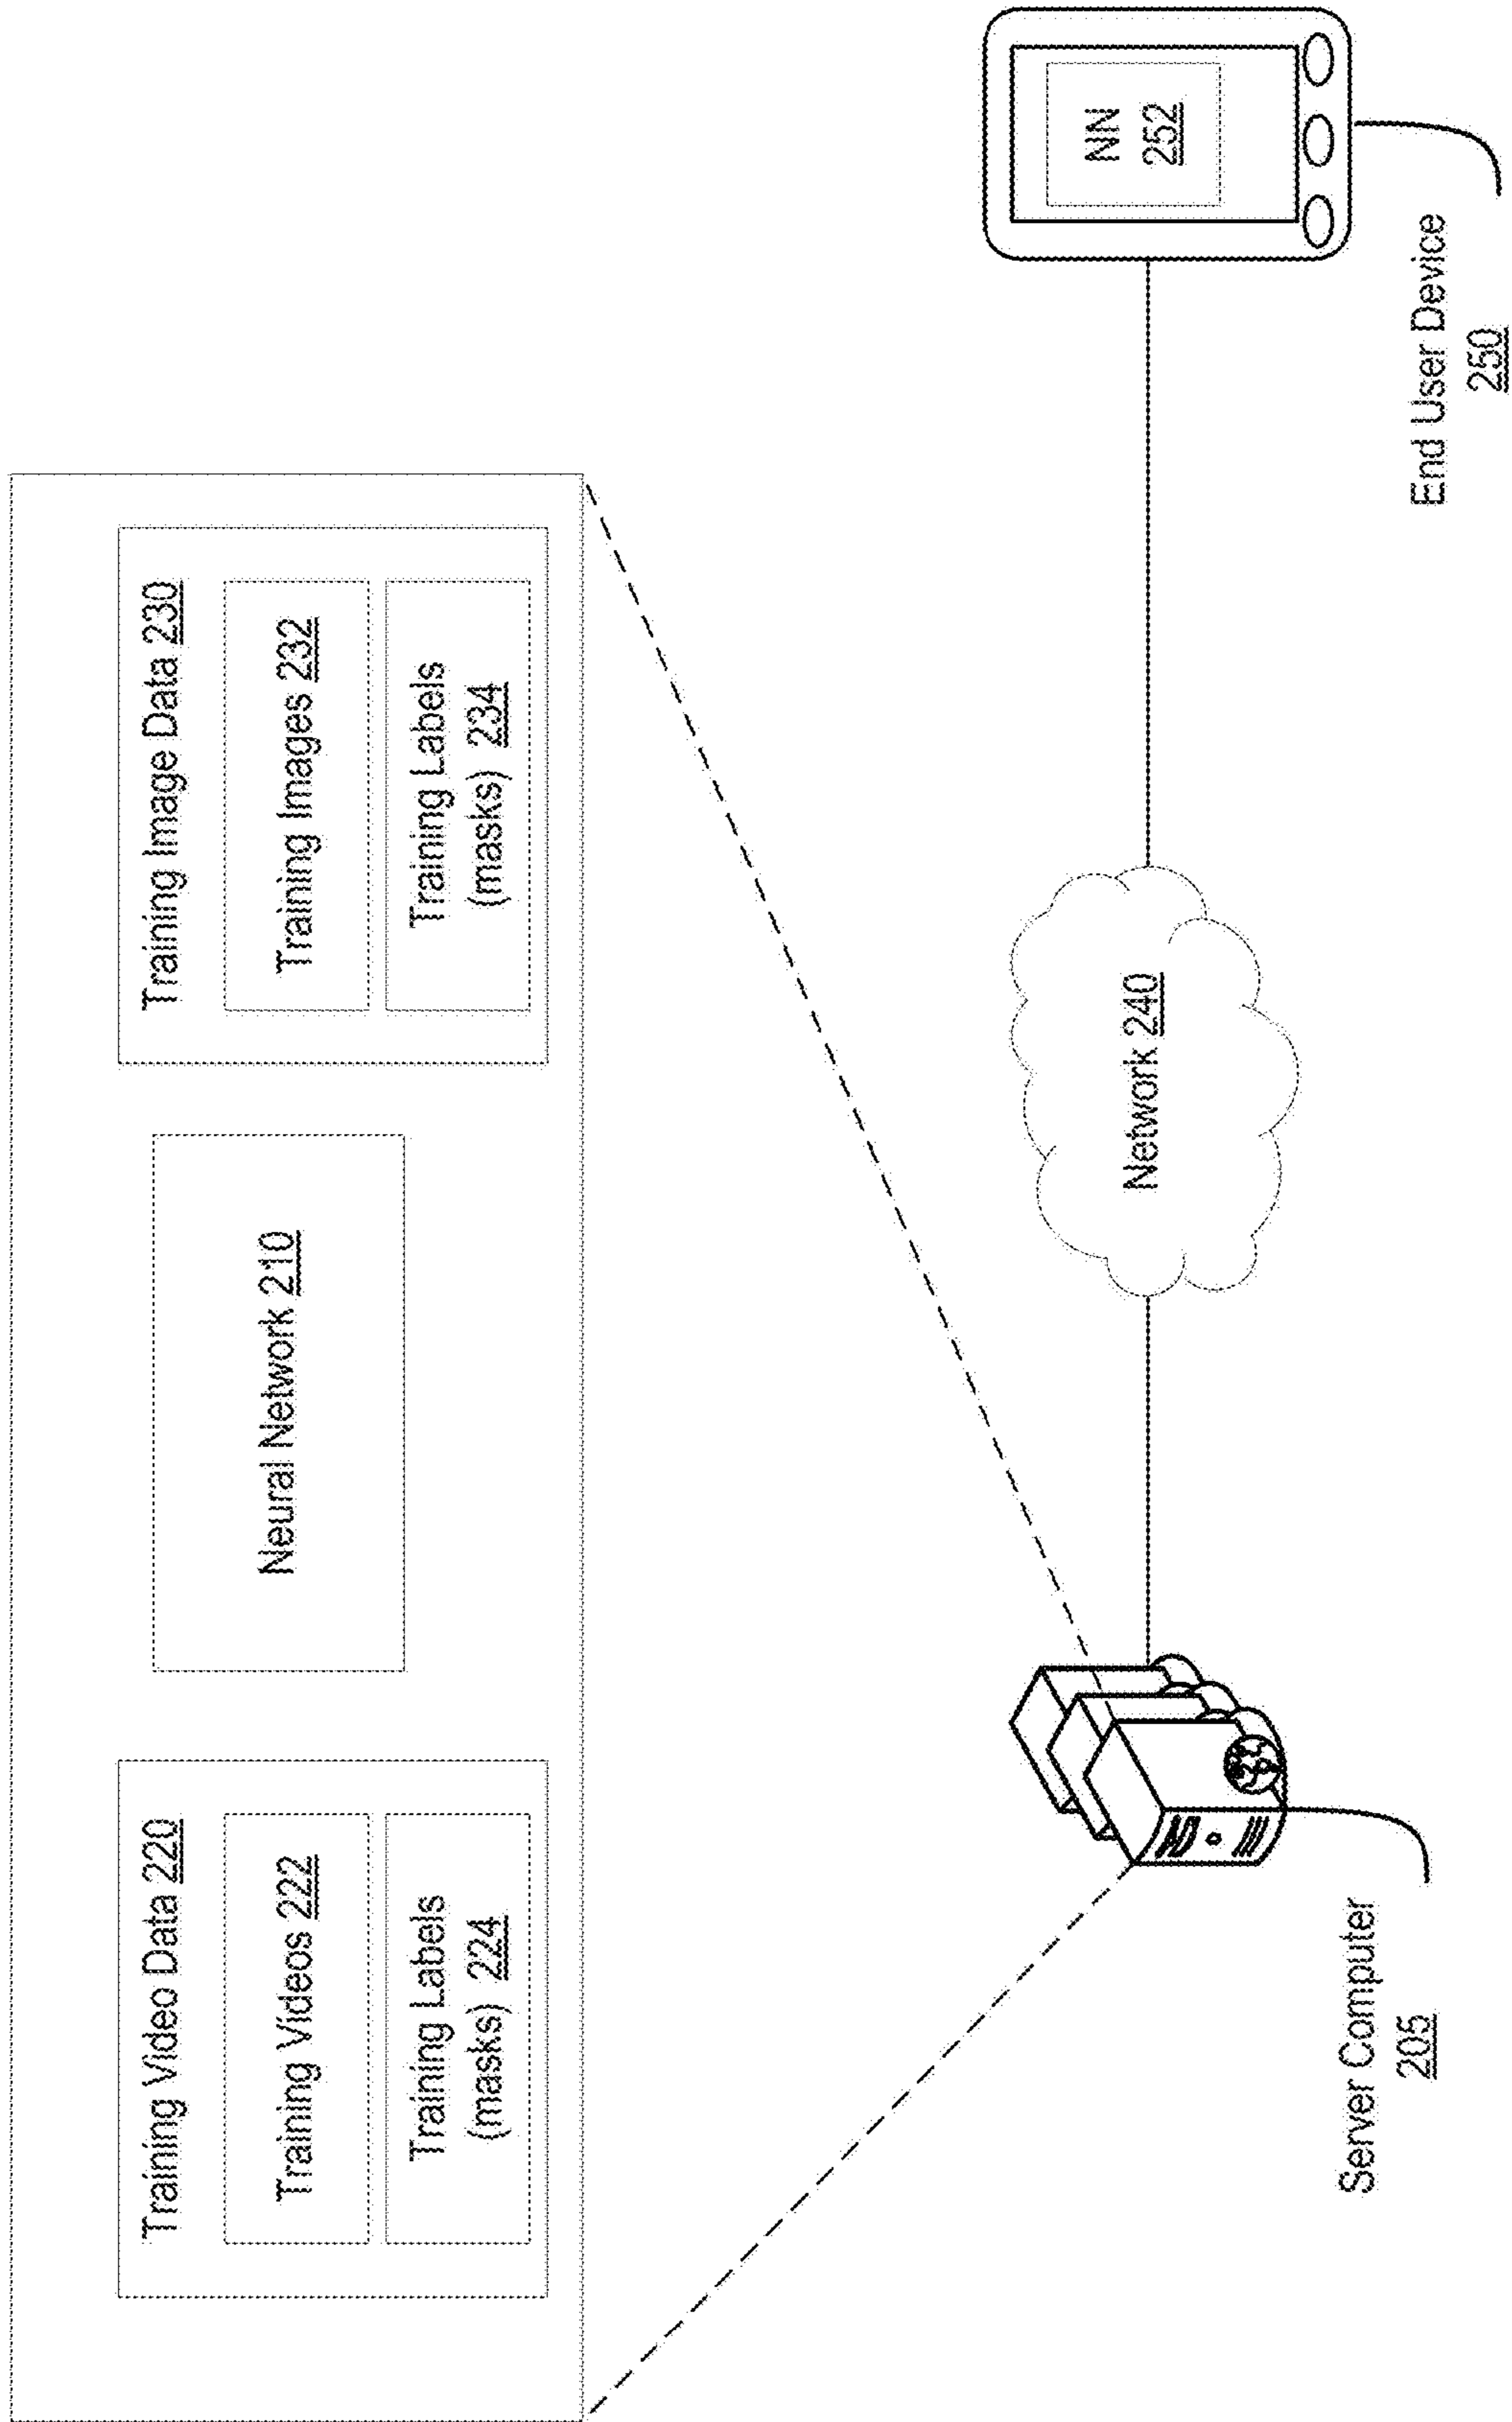 Training Video Data 220
Training Videos 222
Training Labels
(masks) 224
Neural Network 210
Training Image Data 230
Training Images 232
Training Labels
(masks) 234
Server Computer
205
Network 240
NN
252
End User Device
250